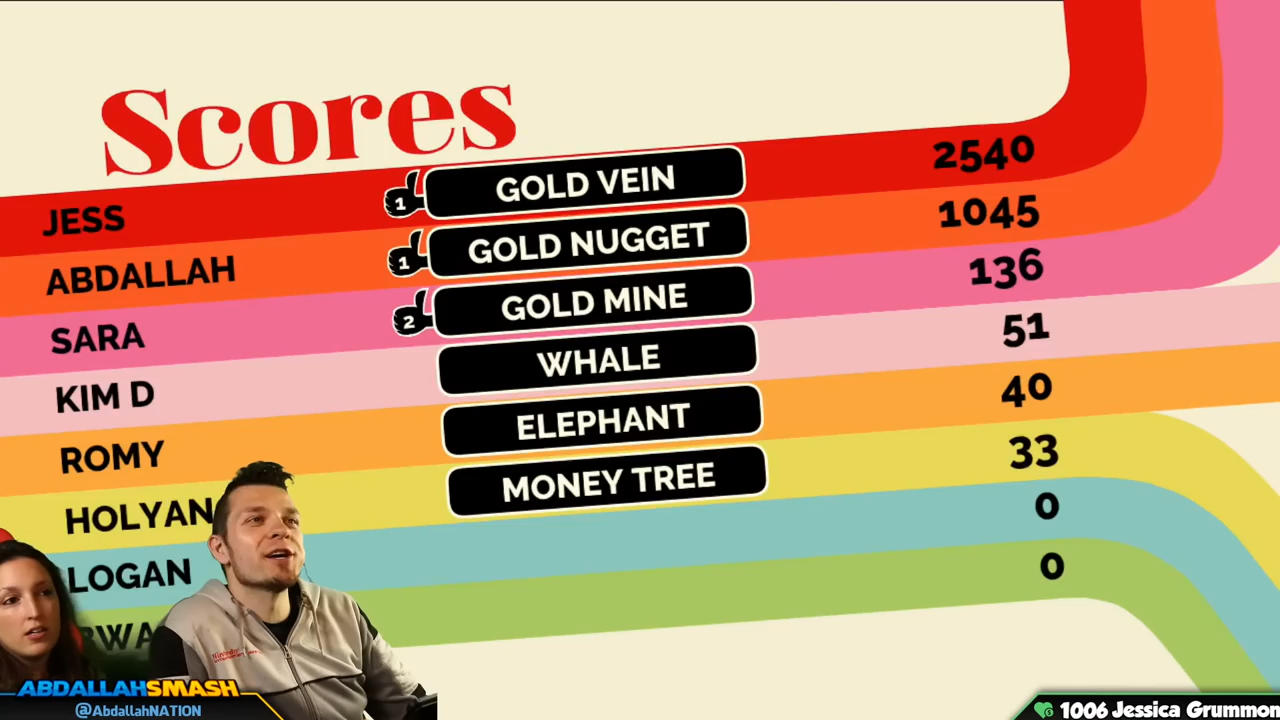 Scores
JESS 1 GOLD VEIN 2540
ABDALLAH 1 GOLD NUGGET 1045
SARA 2 GOLD MINE 136
KIM D WHALE 51
ROMY ELEPHANT 40
HOLYAN MONEY TREE 33
LOGAN 0
0
ABDALLAHSMASH
@AbdallahNATION
1006 Jessica Grummon